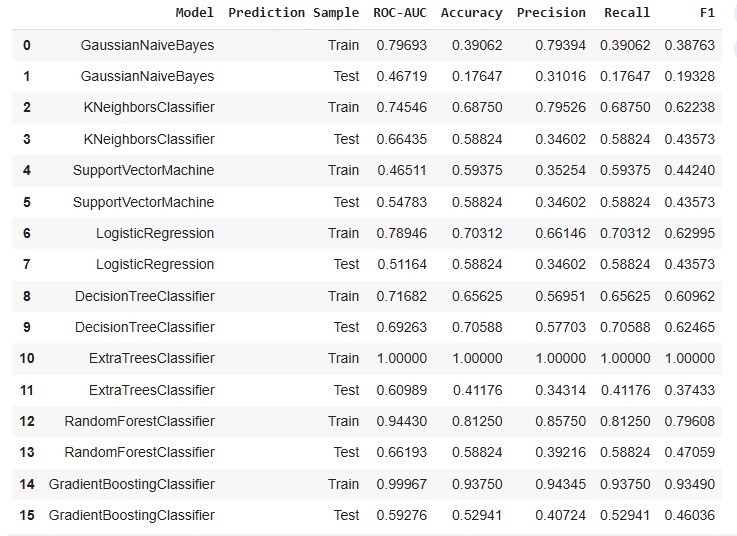 Model Prediction Sample ROC-AUC Accuracy Precision Recall F1
0 GaussianNaiveBayes Train 0.79693 0.39062 0.79394 0.39062 0.38763
1 GaussianNaiveBayes Test 0.46719 0.17647 0.31016 0.17647 0.19328
2 KNeighborsClassifier Train 0.74546 0.68750 0.79526 0.68750 0.62238
3 KNeighborsClassifier Test 0.66435 0.58824 0.34602 0.58824 0.43573
4 SupportVectorMachine Train 0.46511 0.59375 0.35254 0.59375 0.44240
5 SupportVectorMachine Test 0.54783 0.58824 0.34602 0.58824 0.43573
6 LogisticRegression Train 0.78946 0.70312 0.66146 0.70312 0.62995
7 LogisticRegression Test 0.51164 0.58824 0.34602 0.58824 0.43573
8 DecisionTreeClassifier Train 0.71682 0.65625 0.56951 0.65625 0.60962
9 DecisionTreeClassifier Test 0.69263 0.70588 0.57703 0.70588 0.62465
10 ExtraTreesClassifier Train 1.00000 1.00000 1.00000 1.00000 1.00000
11 ExtraTreesClassifier Test 0.60989 0.41176 0.34314 0.41176 0.37433
12 RandomForestClassifier Train 0.94430 0.81250 0.85750 0.81250 0.79608
13 RandomForestClassifier Test 0.66193 0.58824 0.39216 0.58824 0.47059
14 GradientBoostingClassifier Train 0.99967 0.93750 0.94345 0.93750 0.93490
15 GradientBoostingClassifier Test 0.59276 0.52941 0.40724 0.52941 0.46036